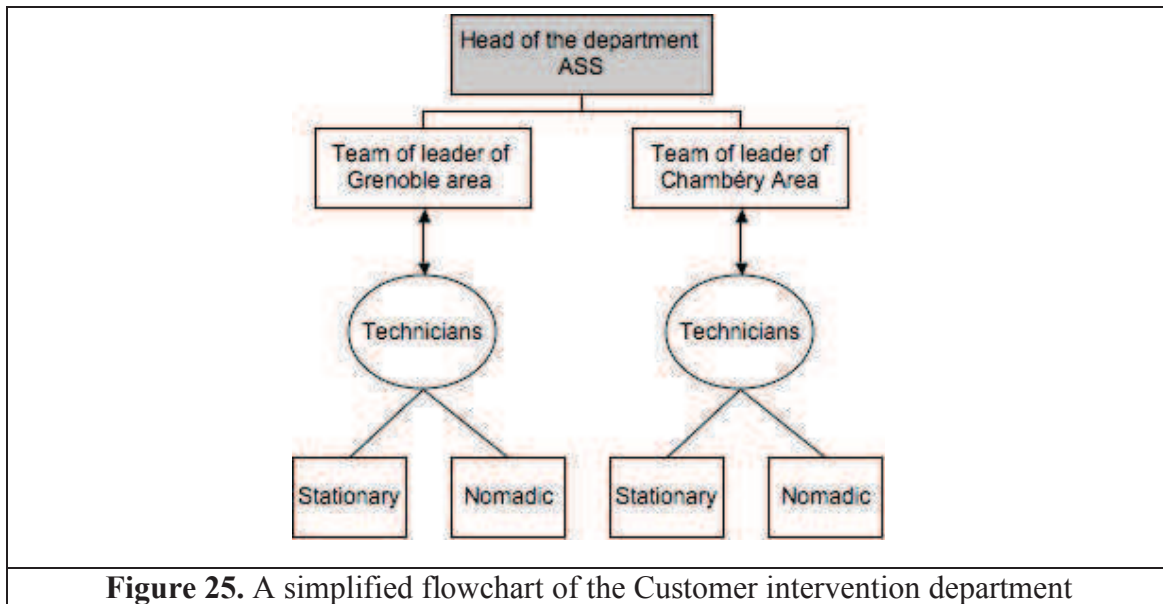 Head of the department
ASS
Team of leader of
Grenoble area
Team of leader of
Chambéry Area
Technicians
Technicians
Stationary
Nomadic
Stationary
Nomadic
Figure 25. A simplified flowchart of the Customer intervention department